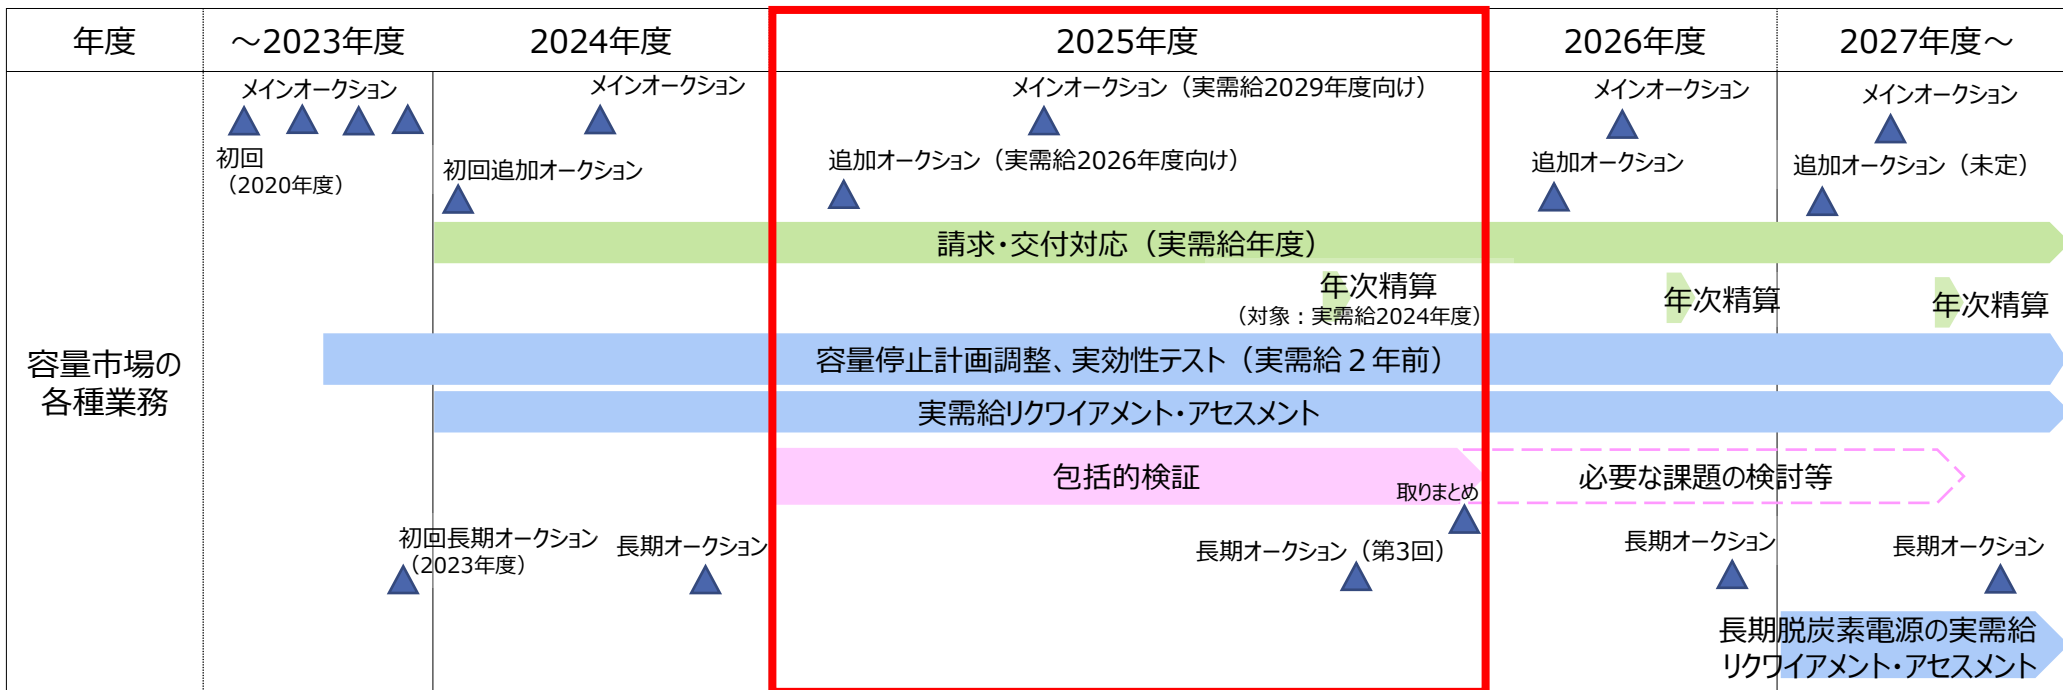 年度
～2023年度
2024年度
2025年度
2026年度
2027年度～
容量市場の
各種業務
メインオークション
メインオークション
メインオークション（実需給2029年度向け）
メインオークション
メインオークション
初回
（2020年度）
初回追加オークション
追加オークション（実需給2026年度向け）
追加オークション
追加オークション（未定）
請求・交付対応（実需給年度）
年次精算
（対象：実需給2024年度）
年次精算
年次精算
容量停止計画調整、実効性テスト（実需給２年前）
実需給リクワイアメント・アセスメント
包括的検証
取りまとめ
必要な課題の検討等
初回長期オークション
（2023年度）
長期オークション
長期オークション（第3回）
長期オークション
長期オークション
長期脱炭素電源の実需給
リクワイアメント・アセスメント